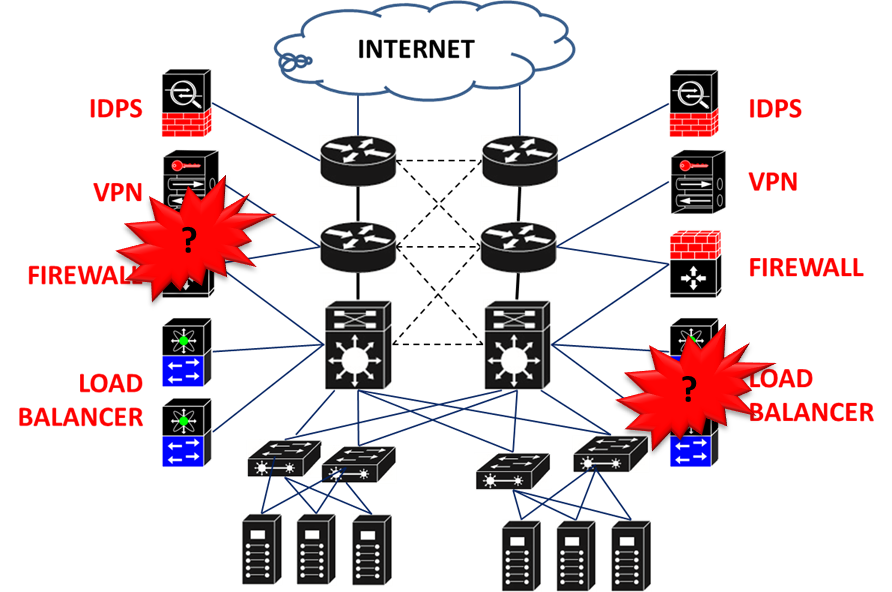 INTERNET
IDPS
IDPS
VPN
VPN
?
FIREWALL
FIREWALL
LOAD
BALANCER
?
LOAD
BALANCER